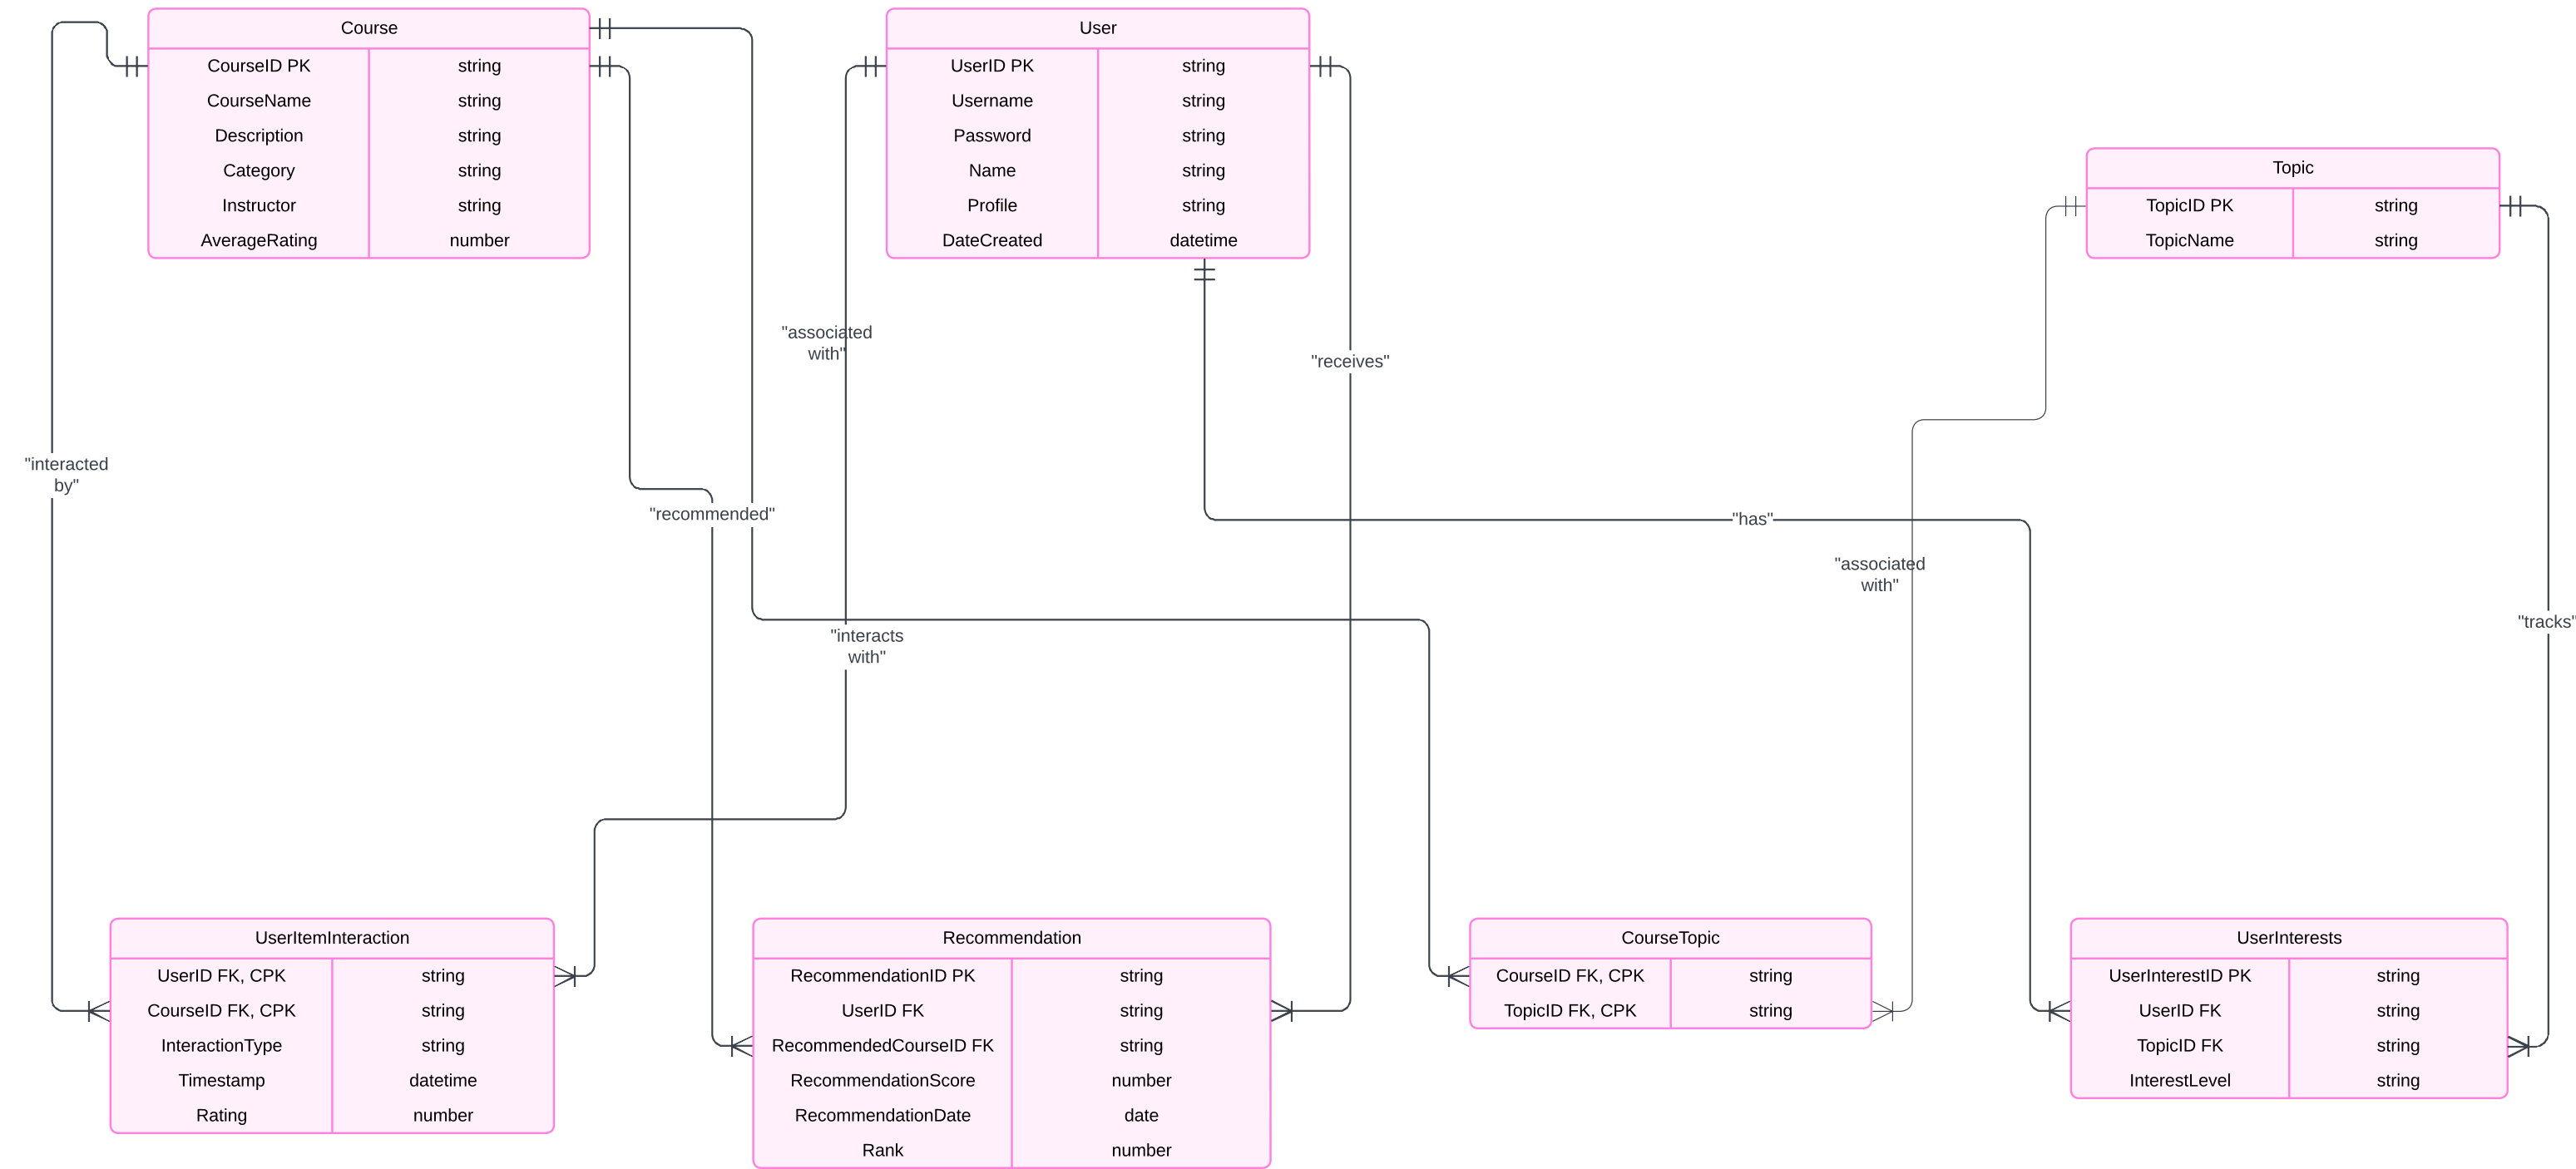 Course
CourseID PK string
CourseName string
Description string
Category string
Instructor string
AverageRating number
User
UserID PK string
Username string
Password string
Name string
Profile string
DateCreated datetime
Topic
TopicID PK string
TopicName string
"associated
with"
"receives"
"interacted
by"
"recommended"
"has"
"associated
with"
"interacts
with"
"tracks"
UserItemInteraction
UserID FK, CPK string
CourseID FK, CPK string
InteractionType string
Timestamp datetime
Rating number
Recommendation
RecommendationID PK string
UserID FK string
RecommendedCourseID FK string
RecommendationScore number
RecommendationDate date
Rank number
CourseTopic
CourseID FK, CPK string
TopicID FK, CPK string
UserInterests
UserInterestID PK string
UserID FK string
TopicID FK string
InterestLevel string